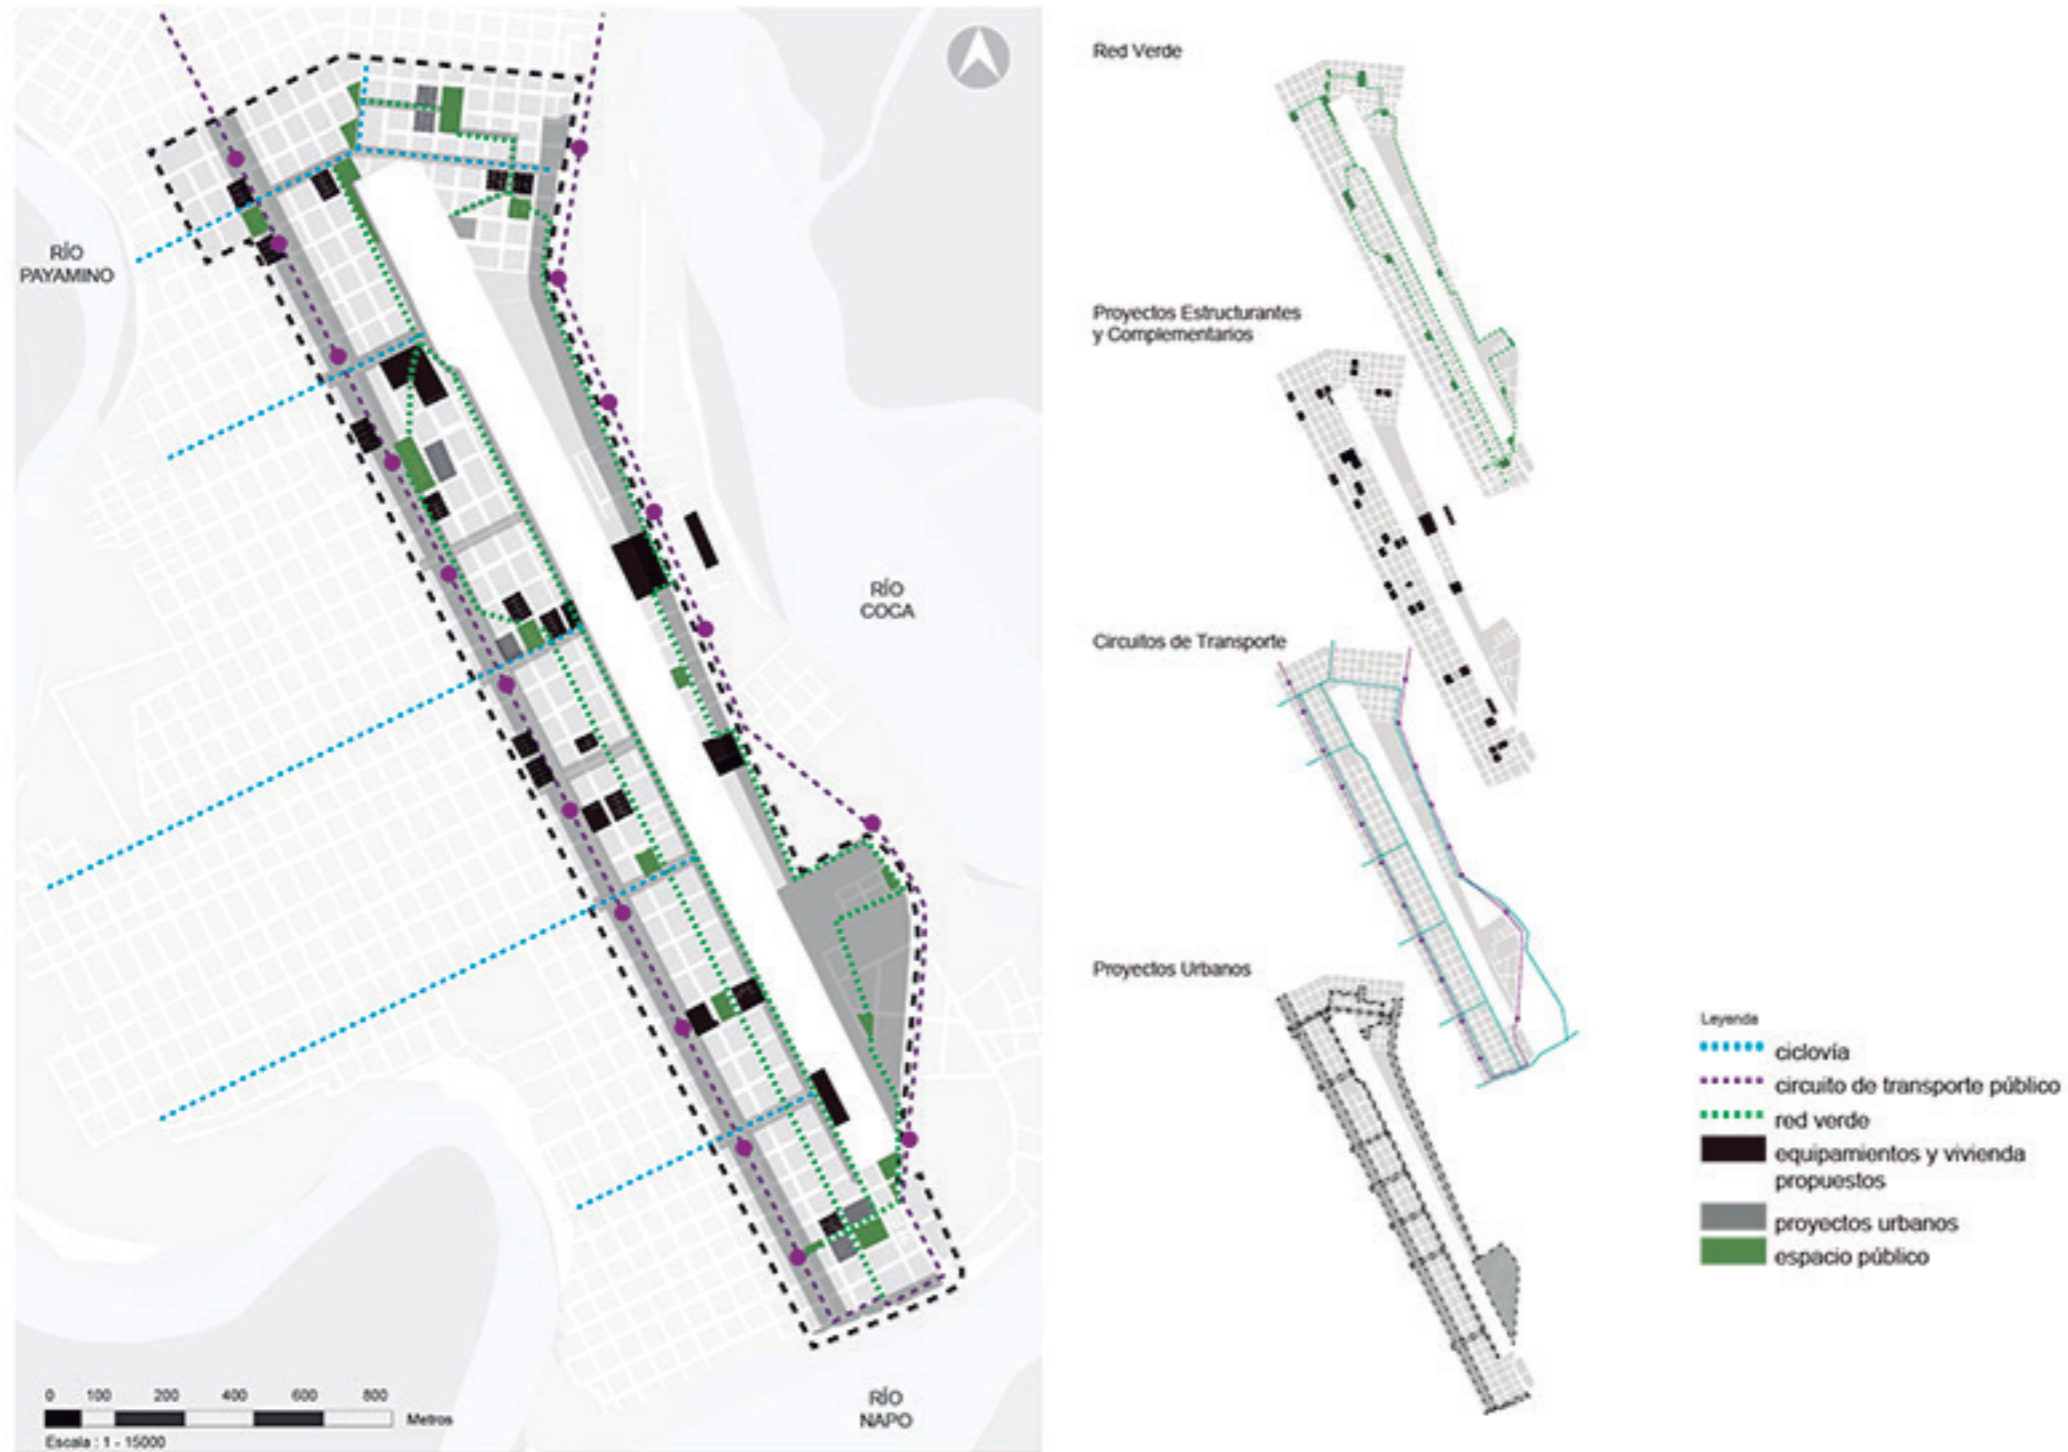 RÍO
PAYAMINO
RÍO
COCA
RÍO
NAPO
0 100 200 400 600 800
Metros
Escala : 1 - 15000
Red Verde
Proyectos Estructurantes
y Complementarios
Circuitos de Transporte
Proyectos Urbanos
Leyenda
ciclovía
circuito de transporte público
red verde
equipamientos y vivienda
propuestos
proyectos urbanos
espacio público